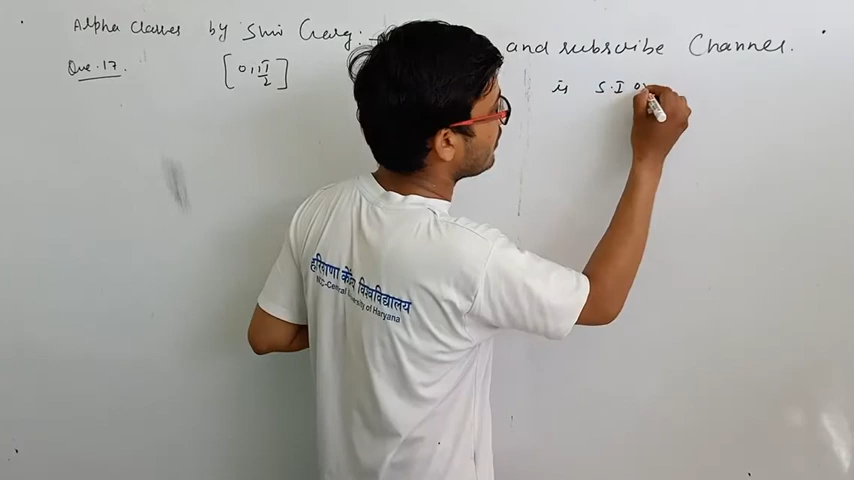 Alpha Classes by Shiv Garg: and subscribe Channel.
Que. 17. [0, π/2] is S.I
हरियाणा केंद्रीय विश्वविद्यालय
Central University of Haryana